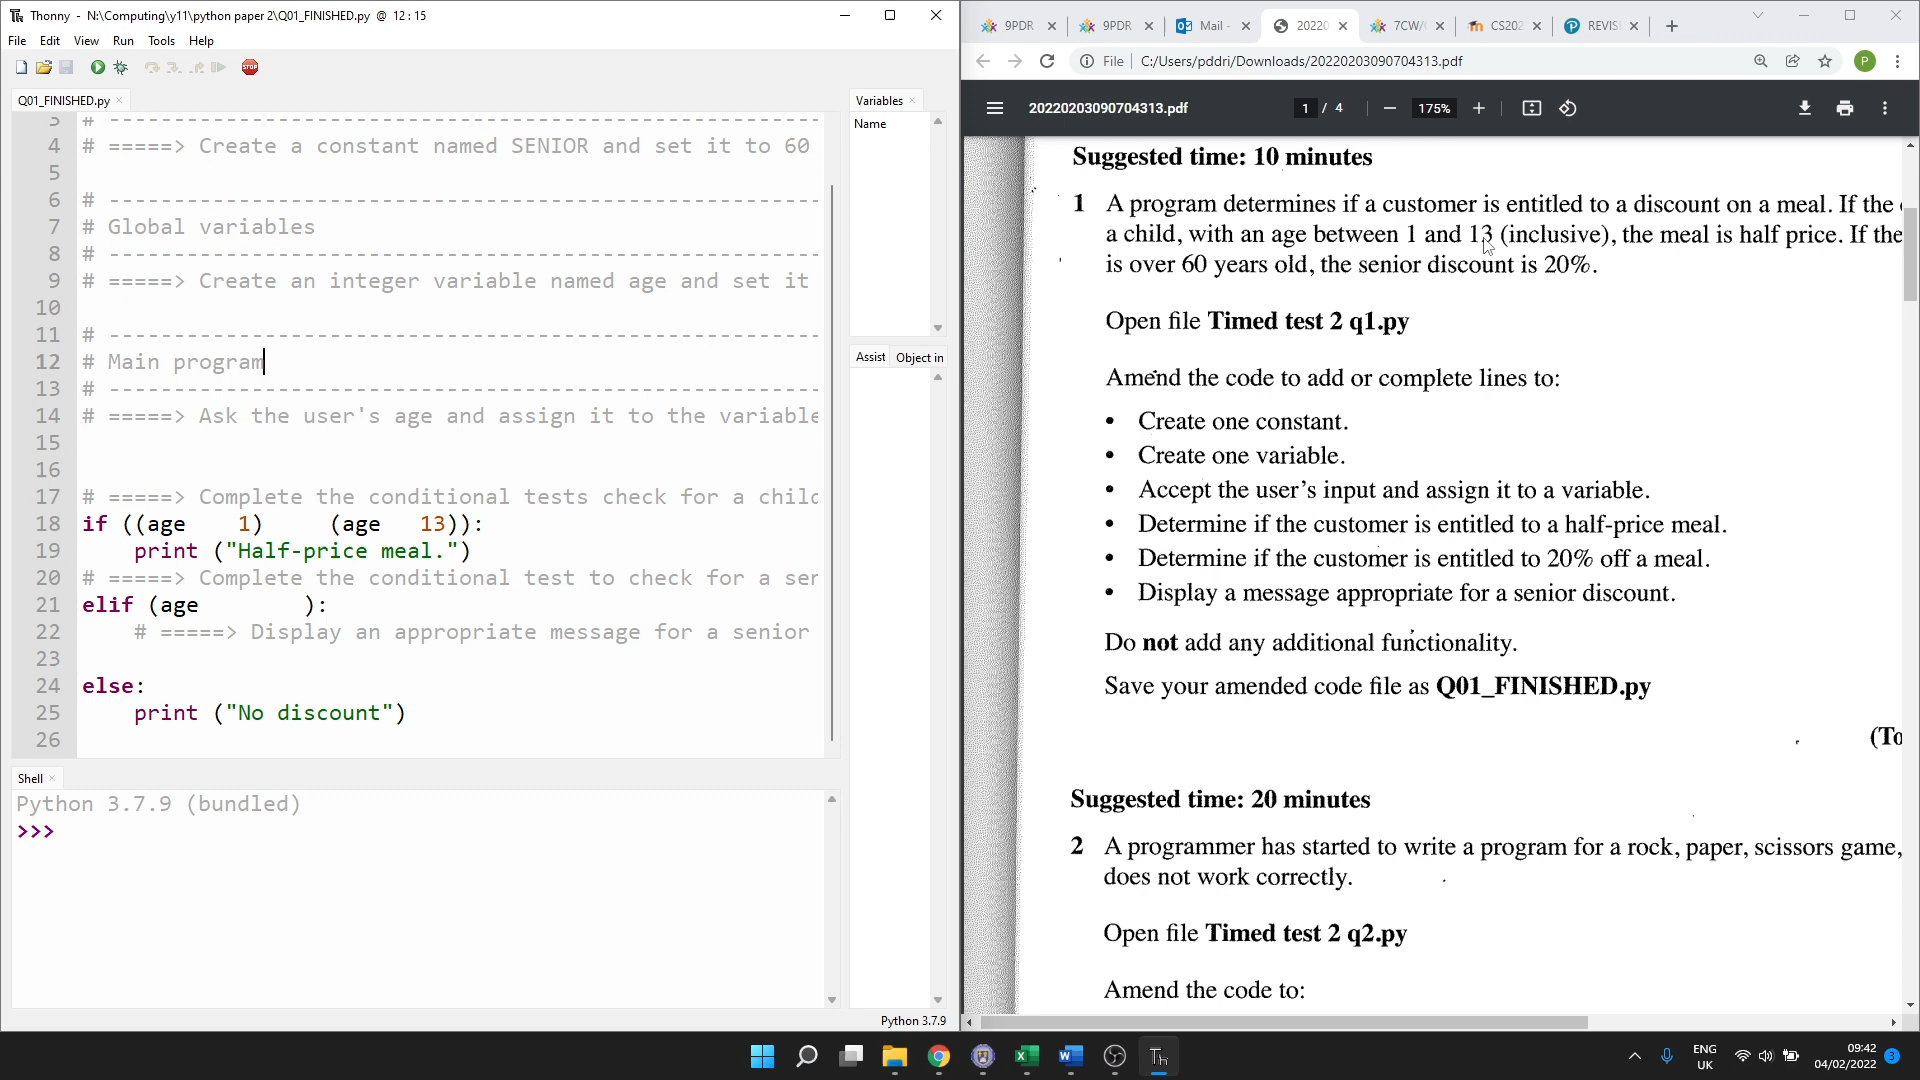 Thonny - N:\Computing\y11\python paper 2\Q01_FINISHED.py @ 12 : 15
File Edit View Run Tools Help
STOP
Q01_FINISHED.py
3 # ----------------------------------------------------
4 # =====> Create a constant named SENIOR and set it to 60
5
6 # ----------------------------------------------------
7 # Global variables
8 # ----------------------------------------------------
9 # =====> Create an integer variable named age and set it
10
11 # ----------------------------------------------------
12 # Main program
13 # ----------------------------------------------------
14 # =====> Ask the user's age and assign it to the variable
15
16
17 # =====> Complete the conditional tests check for a child
18 if ((age    1)     (age   13)):
19     print ("Half-price meal.")
20 # =====> Complete the conditional test to check for a sen
21 elif (age        ):
22     # =====> Display an appropriate message for a senior
23
24 else:
25     print ("No discount")
26
Variables
Name
Assist Object in
Shell
Python 3.7.9 (bundled)
>>>
Python 3.7.9
9PDR
9PDR
Mail -
20220
7CW/
CS202
REVIS
File C:/Users/pddri/Downloads/20220203090704313.pdf
P
20220203090704313.pdf
1 / 4
175%
Suggested time: 10 minutes
1 A program determines if a customer is entitled to a discount on a meal. If the
a child, with an age between 1 and 13 (inclusive), the meal is half price. If the
is over 60 years old, the senior discount is 20%.
Open file Timed test 2 q1.py
Amend the code to add or complete lines to:
• Create one constant.
• Create one variable.
• Accept the user's input and assign it to a variable.
• Determine if the customer is entitled to a half-price meal.
• Determine if the customer is entitled to 20% off a meal.
• Display a message appropriate for a senior discount.
Do not add any additional functionality.
Save your amended code file as Q01_FINISHED.py
(To
Suggested time: 20 minutes
2 A programmer has started to write a program for a rock, paper, scissors game,
does not work correctly.
Open file Timed test 2 q2.py
Amend the code to:
ENG
UK
09:42
04/02/2022
3